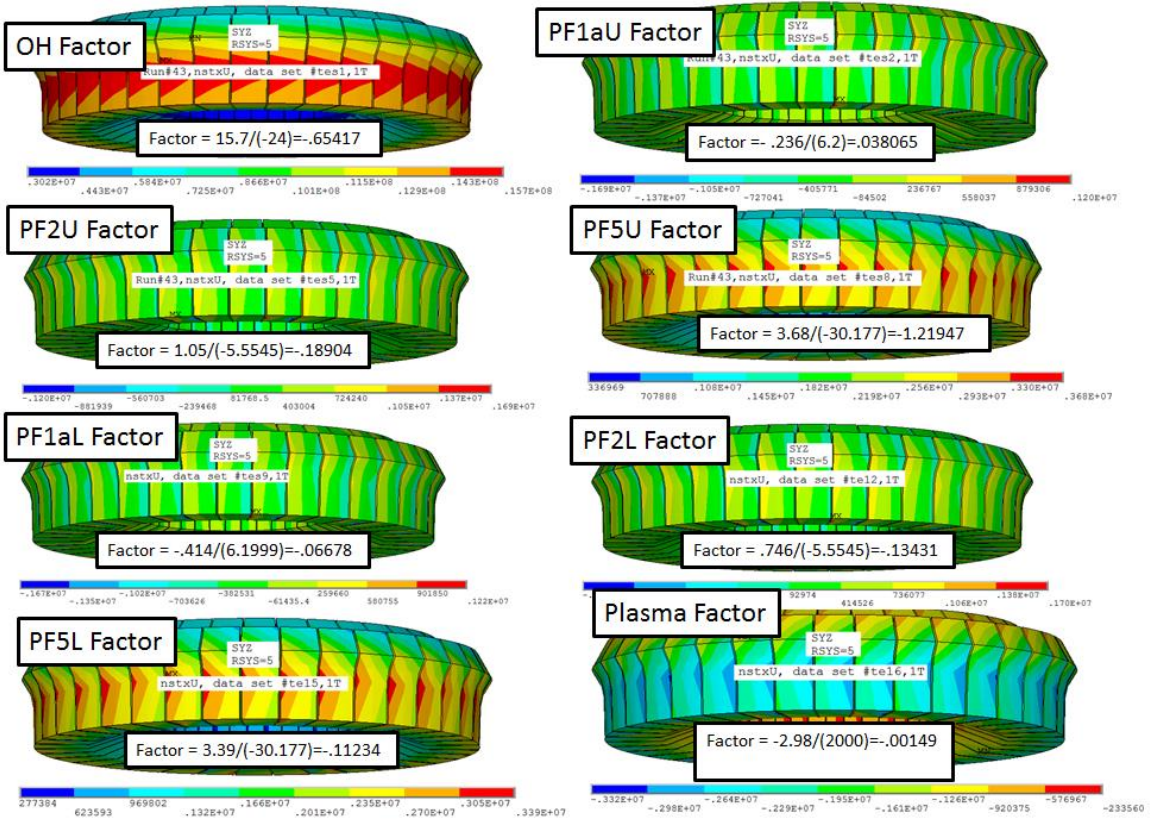 OH Factor
MN
SYZ
RSYS=5
MX
Run#43,nstxU, data set #tes1,1T
Factor = 15.7/(-24)=-.65417
.302E+07 .584E+07 .866E+07 .115E+08 .143E+08
.443E+07 .725E+07 .101E+08 .129E+08 .157E+08
PF1aU Factor
SYZ
RSYS=5
Run#43,nstxU, data set #tes2,1T
MX
Factor =- .236/(6.2)=.038065
-.169E+07 -.105E+07 -405771 236767 879306
-.137E+07 -727041 -84502 558037 .120E+07
PF2U Factor
SYZ
RSYS=5
Run#43,nstxU, data set #tes5,1T
MX
Factor = 1.05/(-5.5545)=-.18904
-.120E+07 -560703 81768.5 724240 .137E+07
-881939 -239468 403004 .105E+07 .169E+07
PF5U Factor
SYZ
RSYS=5
MX
Run#43,nstxU, data set #tes8,1T
Factor = 3.68/(-30.177)=-1.21947
336969 .108E+07 .182E+07 .256E+07 .330E+07
707888 .145E+07 .219E+07 .293E+07 .368E+07
PF1aL Factor
SYZ
RSYS=5
nstxU, data set #tes9,1T
MX
Factor = -.414/(6.1999)=-.06678
-.167E+07 -.102E+07 -382531 259660 901850
-.135E+07 -703626 -61435.4 580755 .122E+07
PF2L Factor
SYZ
RSYS=5
nstxU, data set #te12,1T
MX
Factor = .746/(-5.5545)=-.13431
92974 736077 .138E+07
414526 .106E+07 .170E+07
PF5L Factor
SYZ
RSYS=5
MX
nstxU, data set #te15,1T
Factor = 3.39/(-30.177)=-.11234
277384 969802 .166E+07 .235E+07 .305E+07
623593 .132E+07 .201E+07 .270E+07 .339E+07
Plasma Factor
SYZ
RSYS=5
nstxU, data set #te16,1T
Factor = -2.98/(2000)=-.00149
MX
-.332E+07 -.264E+07 -.195E+07 -.126E+07 -576967
-.298E+07 -.229E+07 -.161E+07 -920375 -233560